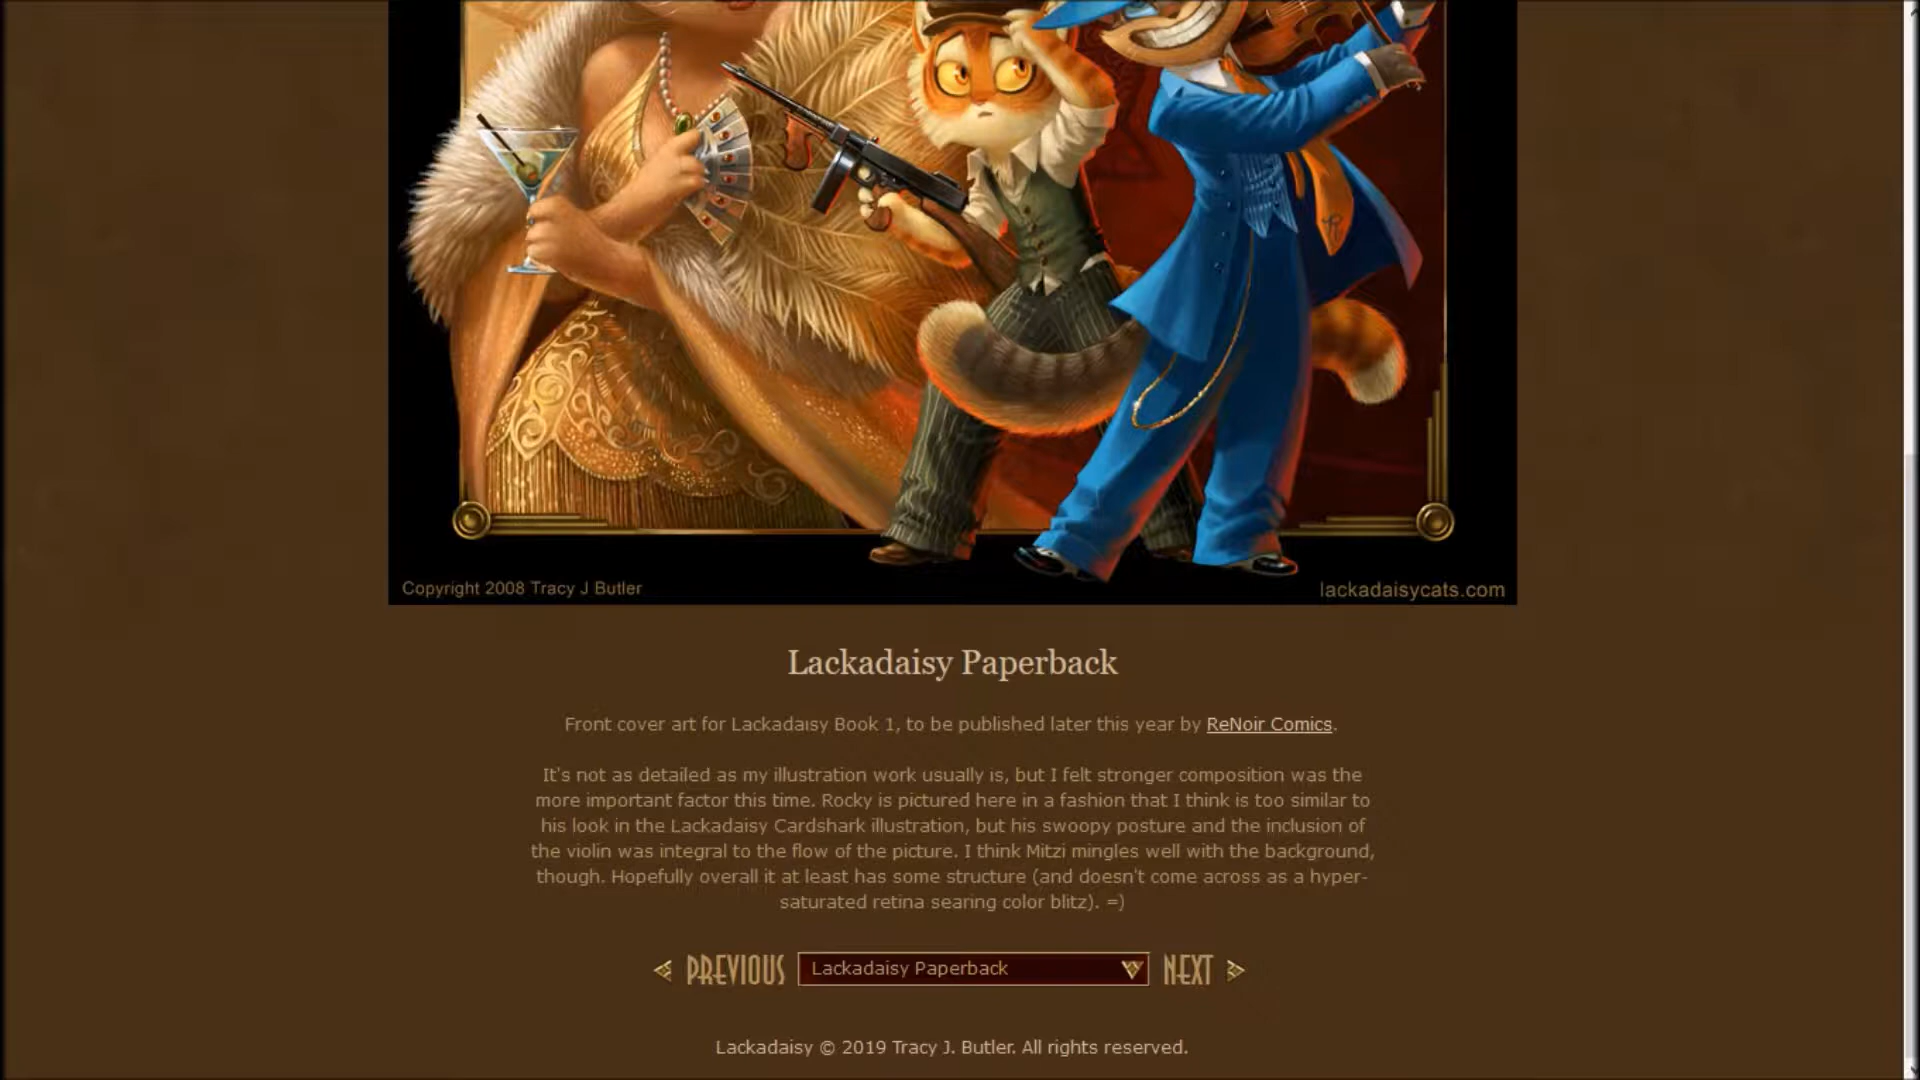 Copyright 2008 Tracy J Butler
lackadaisycats.com
Lackadaisy Paperback
Front cover art for Lackadaisy Book 1, to be published later this year by ReNoir Comics.
It's not as detailed as my illustration work usually is, but I felt stronger composition was the
more important factor this time. Rocky is pictured here in a fashion that I think is too similar to
his look in the Lackadaisy Cardshark illustration, but his swoopy posture and the inclusion of
the violin was integral to the flow of the picture. I think Mitzi mingles well with the background,
though. Hopefully overall it at least has some structure (and doesn't come across as a hyper-
saturated retina searing color blitz). =)
PREVIOUS Lackadaisy Paperback NEXT
Lackadaisy © 2019 Tracy J. Butler. All rights reserved.